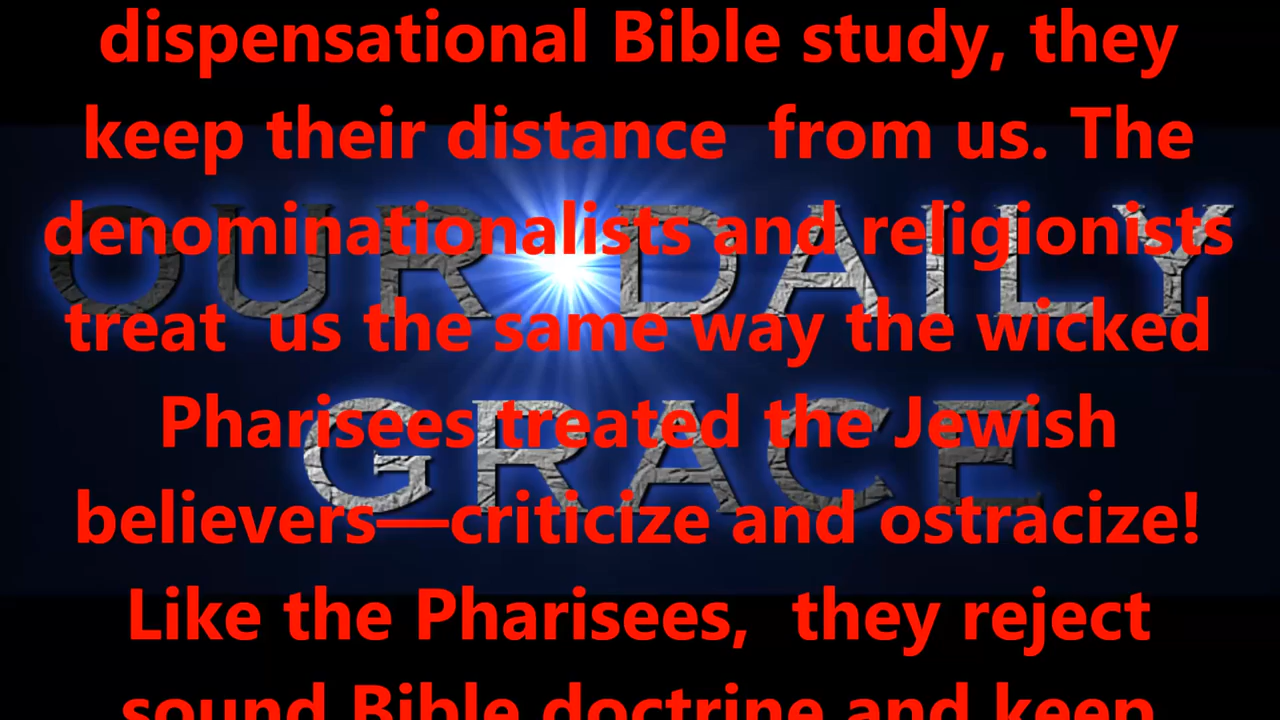 dispensational Bible study, they
keep their distance  from us. The
denominationalists and religionists
treat  us the same way the wicked
Pharisees treated the Jewish
believers—criticize and ostracize!
Like the Pharisees,  they reject
sound Bible doctrine and keep
OUR DAILY
GRACE